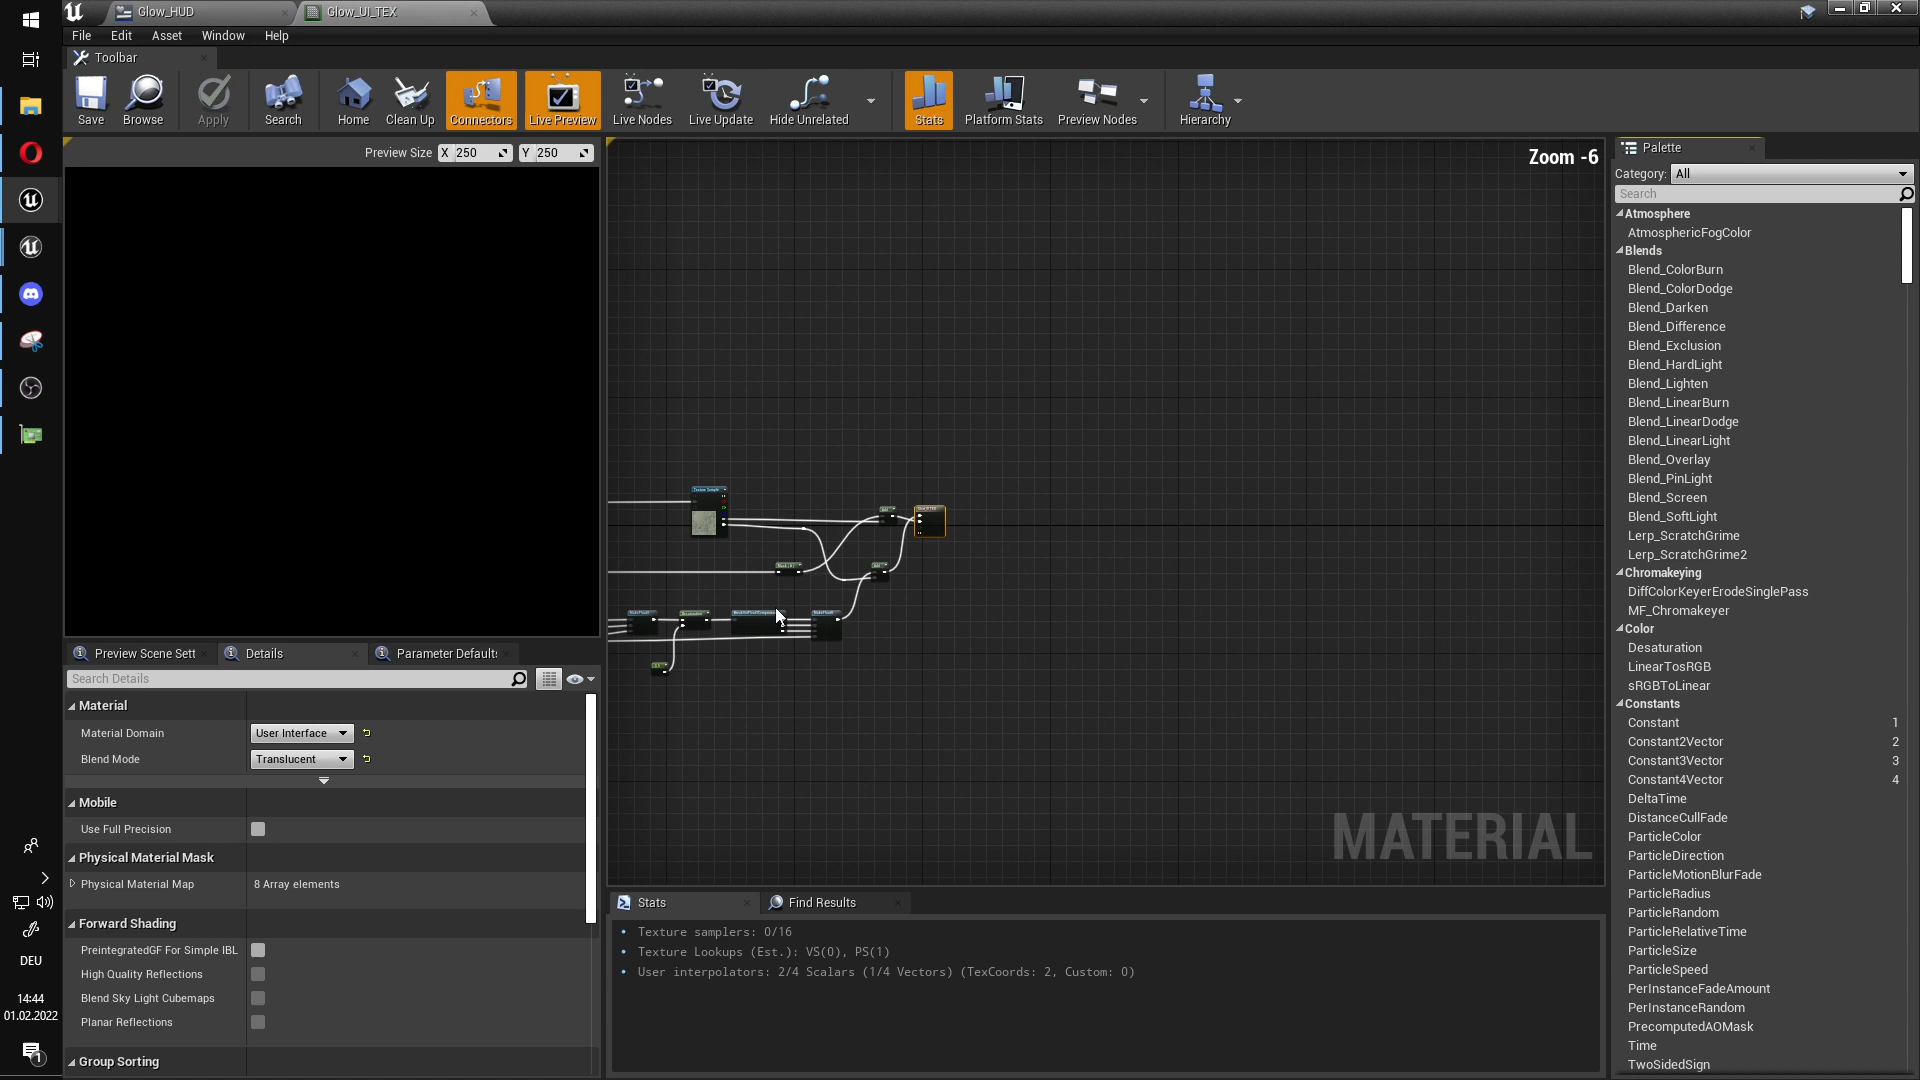 Glow_HUD
Glow_UI_TEX
File Edit Asset Window Help
Toolbar
Save Browse Apply Search Home Clean Up Connectors Live Preview Live Nodes Live Update Hide Unrelated Stats Platform Stats Preview Nodes Hierarchy
Preview Size X 250 Y 250
Zoom -6
MATERIAL
Preview Scene Sett
Details
Parameter Default
Search Details
Material
Material Domain User Interface
Blend Mode Translucent
Mobile
Use Full Precision
Physical Material Mask
Physical Material Map 8 Array elements
Forward Shading
PreintegratedGF For Simple IBL
High Quality Reflections
Blend Sky Light Cubemaps
Planar Reflections
Group Sorting
Stats
Find Results
Texture samplers: 0/16
Texture Lookups (Est.): VS(0), PS(1)
User interpolators: 2/4 Scalars (1/4 Vectors) (TexCoords: 2, Custom: 0)
Palette
Category: All
Search
Atmosphere
AtmosphericFogColor
Blends
Blend_ColorBurn
Blend_ColorDodge
Blend_Darken
Blend_Difference
Blend_Exclusion
Blend_HardLight
Blend_Lighten
Blend_LinearBurn
Blend_LinearDodge
Blend_LinearLight
Blend_Overlay
Blend_PinLight
Blend_Screen
Blend_SoftLight
Lerp_ScratchGrime
Lerp_ScratchGrime2
Chromakeying
DiffColorKeyerErodeSinglePass
MF_Chromakeyer
Color
Desaturation
LinearTosRGB
sRGBToLinear
Constants
Constant 1
Constant2Vector 2
Constant3Vector 3
Constant4Vector 4
DeltaTime
DistanceCullFade
ParticleColor
ParticleDirection
ParticleMotionBlurFade
ParticleRadius
ParticleRandom
ParticleRelativeTime
ParticleSize
ParticleSpeed
PerInstanceFadeAmount
PerInstanceRandom
PrecomputedAOMask
Time
TwoSidedSign
DEU
14:44
01.02.2022
1